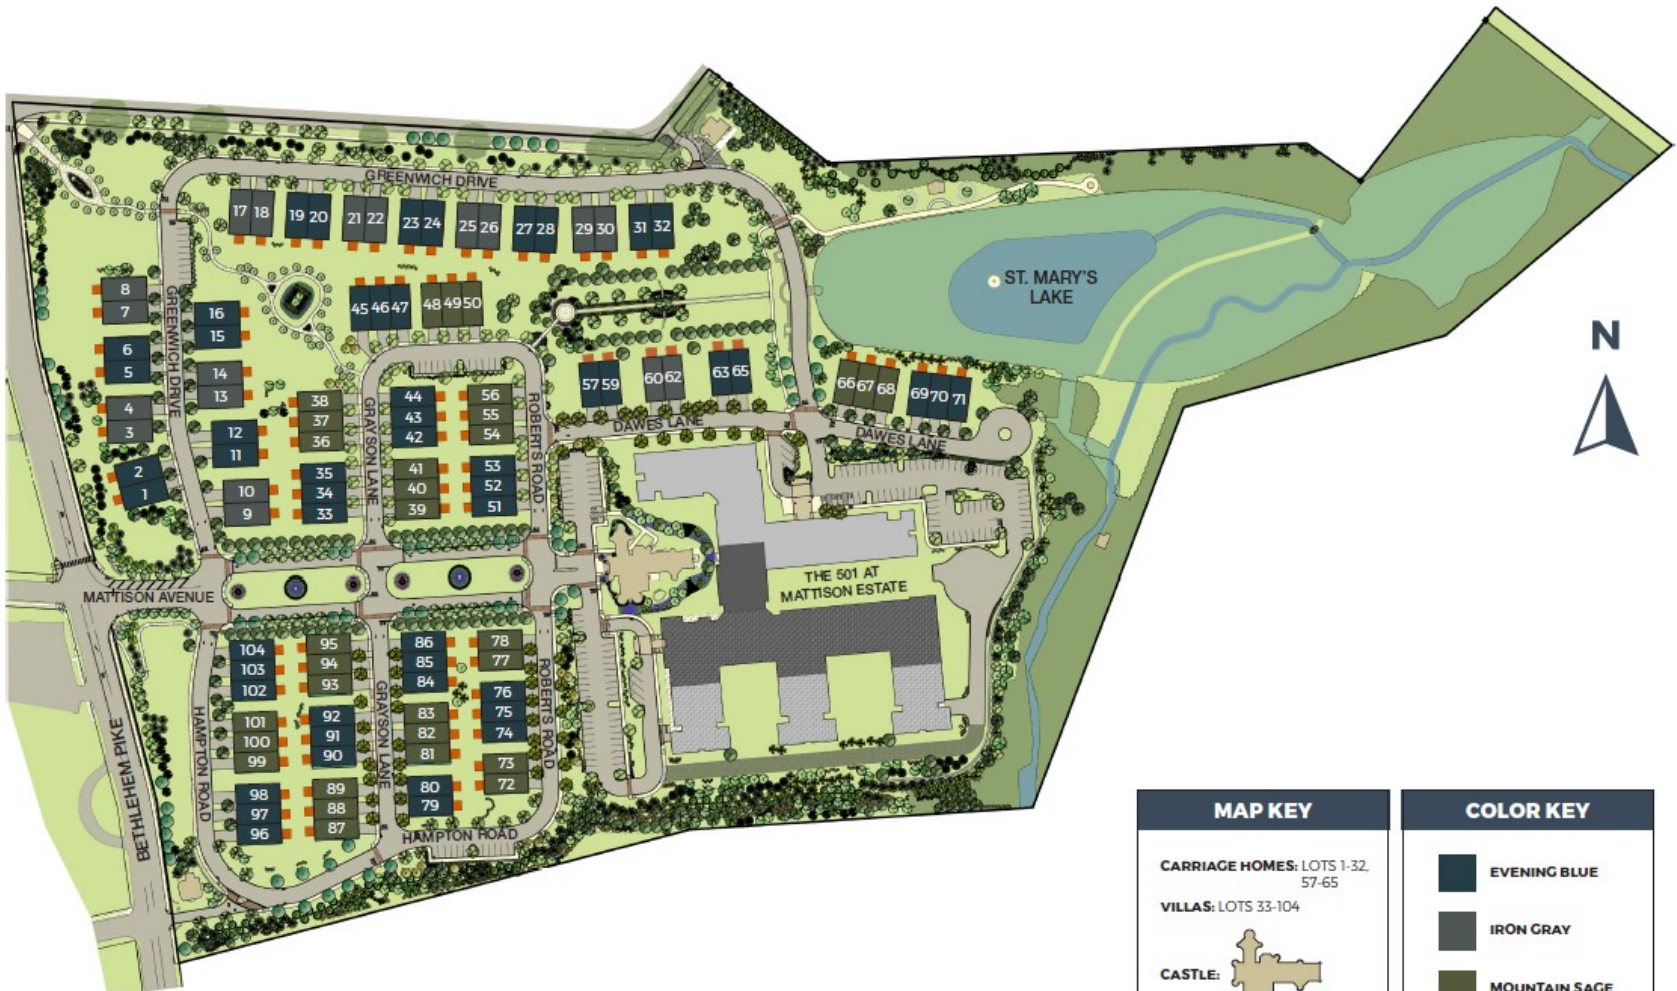 GREENWICH DRIVE
17 18 19 20 21 22 23 24 25 26 27 28 29 30 31 32
ST. MARY'S
LAKE
N
8
7
6
5
4
3
2
1
GREENWICH DRIVE
16
15
14
13
12
11
10
9
45 46 47 48 49 50
38
37
36
35
34
33
GRAYSON LANE
44
43
42
41
40
39
56
55
54
53
52
51
ROBERTS ROAD
57 59 60 62 63 65
66 67 68 69 70 71
DAWES LANE
DAWES LANE
THE 501 AT
MATTISON ESTATE
MATTISON AVENUE
BETHLEHEM PIKE
HAMPTON ROAD
104
103
102
101
100
99
98
97
96
95
94
93
92
91
90
89
88
87
GRAYSON LANE
86
85
84
83
82
81
80
79
78
77
76
75
74
73
72
ROBERTS ROAD
HAMPTON ROAD
MAP KEY
CARRIAGE HOMES: LOTS 1-32,
57-65
VILLAS: LOTS 33-104
CASTLE:
COLOR KEY
EVENING BLUE
IRON GRAY
MOUNTAIN SAGE